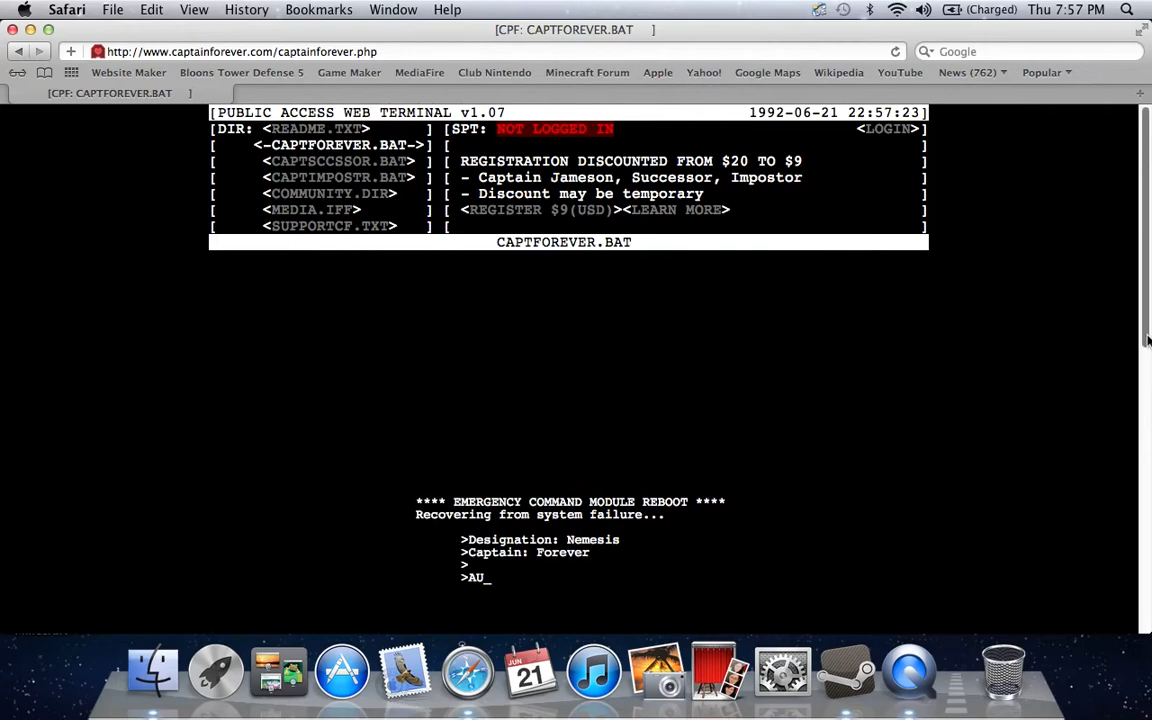 Safari File Edit View History Bookmarks Window Help (Charged) Thu 7:57 PM
[CPF: CAPTFOREVER.BAT ]
http://www.captainforever.com/captainforever.php Google
Website Maker Bloons Tower Defense 5 Game Maker MediaFire Club Nintendo Minecraft Forum Apple Yahoo! Google Maps Wikipedia YouTube News (762) Popular
[CPF: CAPTFOREVER.BAT ]
[PUBLIC ACCESS WEB TERMINAL v1.07 1992-06-21 22:57:23]
[DIR: <README.TXT> ] [SPT: NOT LOGGED IN <LOGIN>]
[ <-CAPTFOREVER.BAT->] [ ]
[ <CAPTSCCSSOR.BAT> ] [ REGISTRATION DISCOUNTED FROM $20 TO $9 ]
[ <CAPTIMPOSTR.BAT> ] [ - Captain Jameson, Successor, Impostor ]
[ <COMMUNITY.DIR> ] [ - Discount may be temporary ]
[ <MEDIA.IFF> ] [ <REGISTER $9(USD)><LEARN MORE> ]
[ <SUPPORTCF.TXT> ] [ ]
CAPTFOREVER.BAT
**** EMERGENCY COMMAND MODULE REBOOT ****
Recovering from system failure...
>Designation: Nemesis
>Captain: Forever
>
>AU_
JUN
21